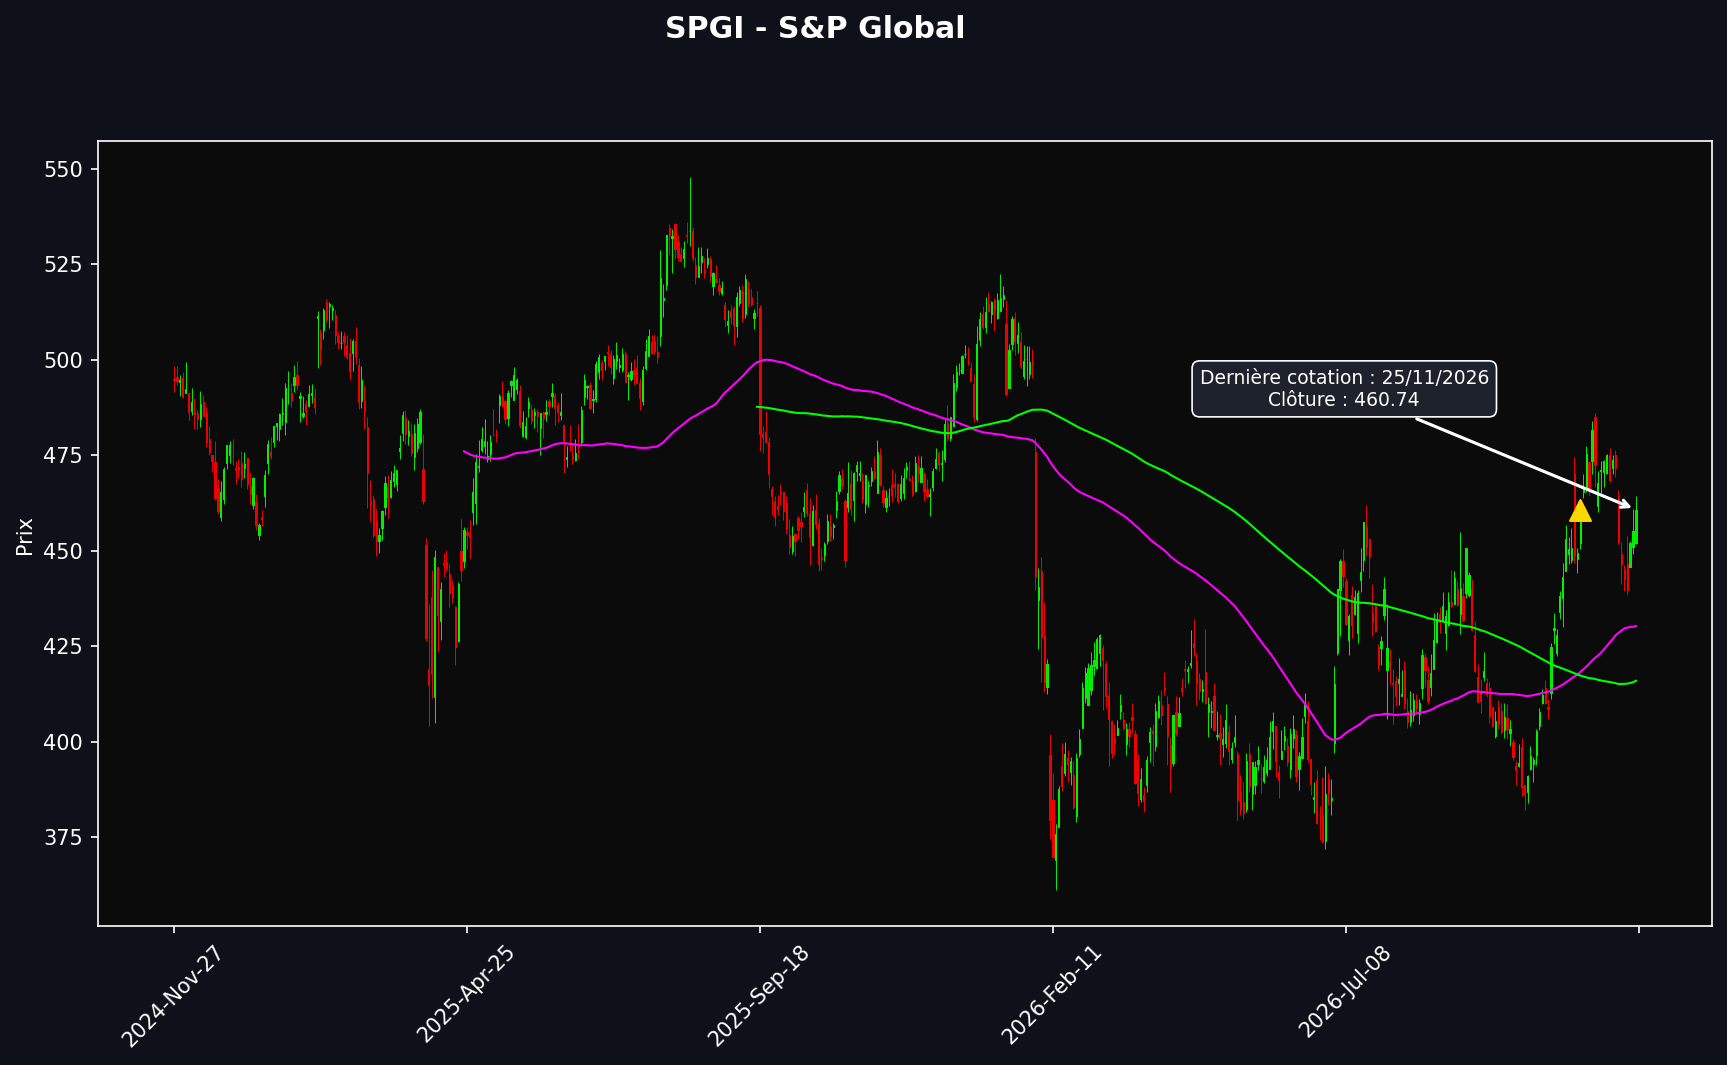 SPGI - S&P Global
Prix
550
525
500
475
450
425
400
375
Dernière cotation : 25/11/2026
Clôture : 460.74
2024-Nov-27
2025-Apr-25
2025-Sep-18
2026-Feb-11
2026-Jul-08